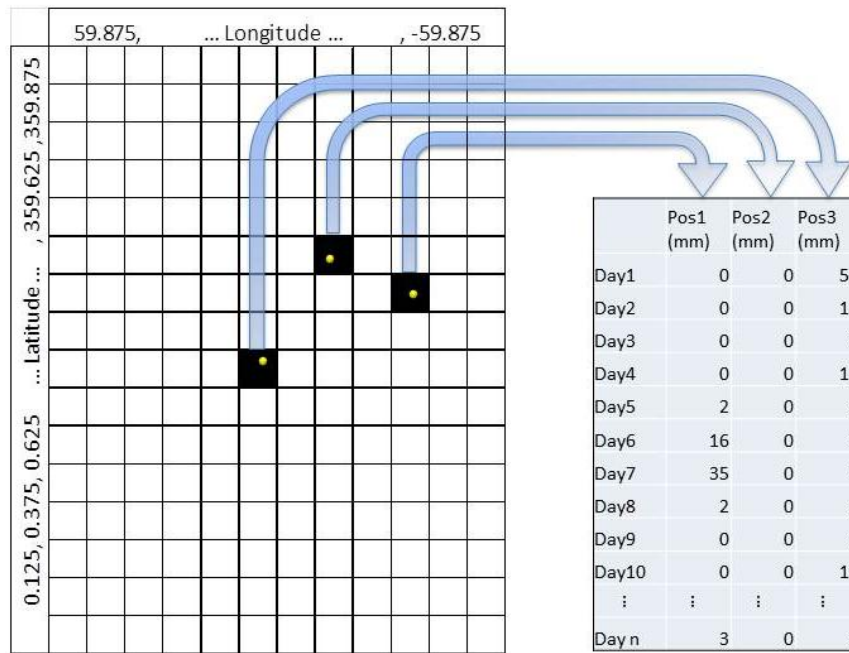 59.875, ... Longitude ... , -59.875
0.125, 0.375, 0.625 ... Latitude ... , 359.625 ,359.875
Pos1 Pos2 Pos3
(mm) (mm) (mm)
Day1 0 0 5
Day2 0 0 1
Day3 0 0
Day4 0 0 1
Day5 2 0
Day6 16 0
Day7 35 0
Day8 2 0
Day9 0 0
Day10 0 0 1
⋮ ⋮ ⋮ ⋮
Day n 3 0